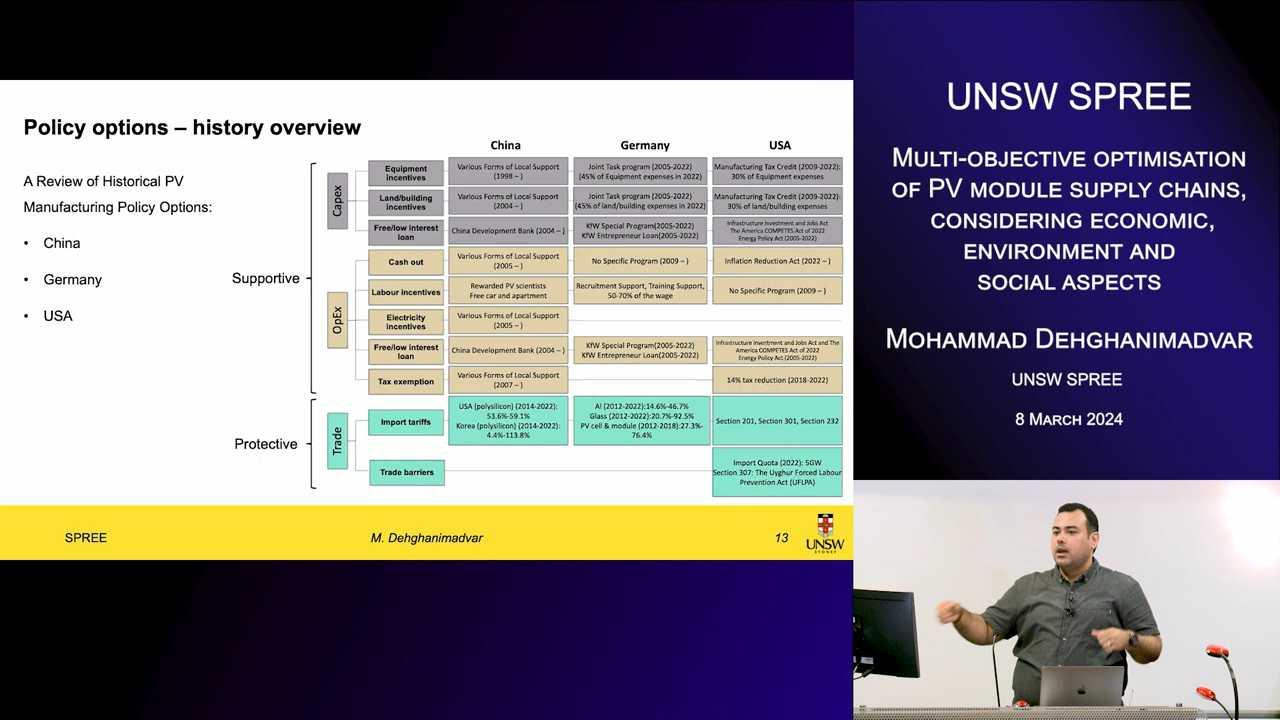 Policy options – history overview
A Review of Historical PV
Manufacturing Policy Options:
• China
• Germany
• USA
China
Germany
USA
Supportive
Capex
Equipment
incentives
Various Forms of Local Support
(1998 – )
Joint Task program (2005-2022)
(45% of Equipment expenses in 2022)
Manufacturing Tax Credit (2009-2022):
30% of Equipment expenses
Land/building
incentives
Various Forms of Local Support
(2004 – )
Joint Task program (2005-2022)
(45% of land/building expenses in 2022)
Manufacturing Tax Credit (2009-2022):
30% of land/building expenses
Free/low interest
loan
China Development Bank (2004 – )
KfW Special Program(2005-2022)
KfW Entrepreneur Loan(2005-2022)
Infrastructure Investment and Jobs Act
The America COMPETES Act of 2022
Energy Policy Act (2005-2022)
OpEx
Cash out
Various Forms of Local Support
(2005 – )
No Specific Program (2009 – )
Inflation Reduction Act (2022 – )
Labour incentives
Rewarded PV scientists
Free car and apartment
Recruitment Support, Training Support,
50-70% of the wage
No Specific Program (2009 – )
Electricity
incentives
Various Forms of Local Support
(2005 – )
Free/low interest
loan
China Development Bank (2004 – )
KfW Special Program(2005-2022)
KfW Entrepreneur Loan(2005-2022)
Infrastructure Investment and Jobs Act and The
America COMPETES Act of 2022
Energy Policy Act (2005-2022)
Tax exemption
Various Forms of Local Support
(2007 – )
14% tax reduction (2018-2022)
Protective
Trade
Import tariffs
USA (polysilicon) (2014-2022):
53.6%-59.1%
Korea (polysilicon) (2014-2022):
4.4%-113.8%
Al (2012-2022):14.6%-46.7%
Glass (2012-2022):20.7%-92.5%
PV cell & module (2012-2018):27.3%-
76.4%
Section 201, Section 301, Section 232
Trade barriers
Import Quota (2022): 5GW
Section 307: The Uyghur Forced Labour
Prevention Act (UFLPA)
SPREE
M. Dehghanimadvar
13
UNSW
SYDNEY
UNSW SPREE
MULTI-OBJECTIVE OPTIMISATION
OF PV MODULE SUPPLY CHAINS,
CONSIDERING ECONOMIC,
ENVIRONMENT AND
SOCIAL ASPECTS
MOHAMMAD DEHGHANIMADVAR
UNSW SPREE
8 MARCH 2024